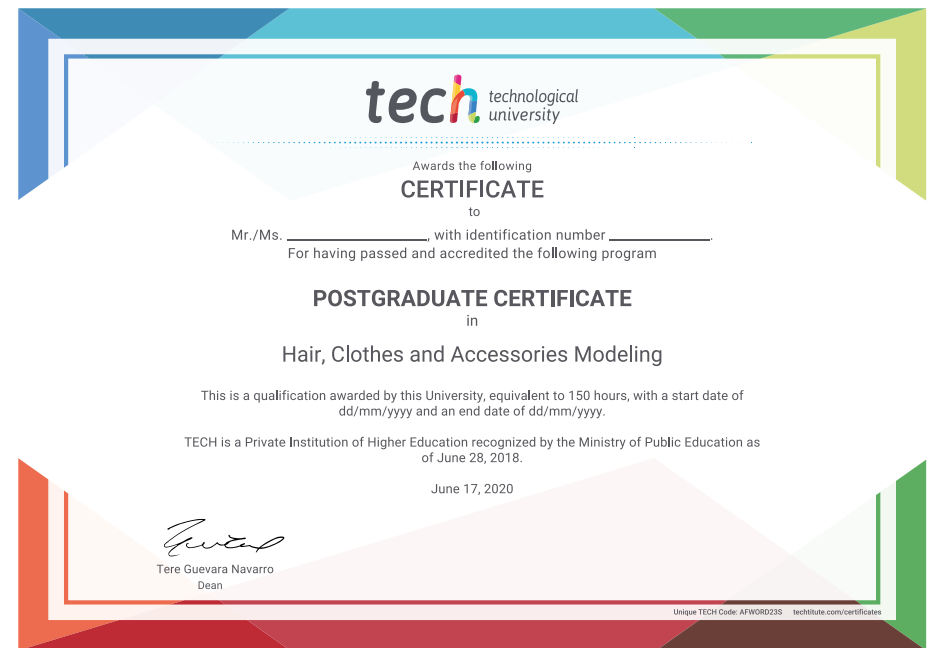 tech technological
university
Awards the following
CERTIFICATE
to
Mr./Ms. ____________________, with identification number ______________.
For having passed and accredited the following program
POSTGRADUATE CERTIFICATE
in
Hair, Clothes and Accessories Modeling
This is a qualification awarded by this University, equivalent to 150 hours, with a start date of
dd/mm/yyyy and an end date of dd/mm/yyyy.
TECH is a Private Institution of Higher Education recognized by the Ministry of Public Education as
of June 28, 2018.
June 17, 2020
Tere Guevara Navarro
Dean
Unique TECH Code: AFWORD23S techtitute.com/certificates